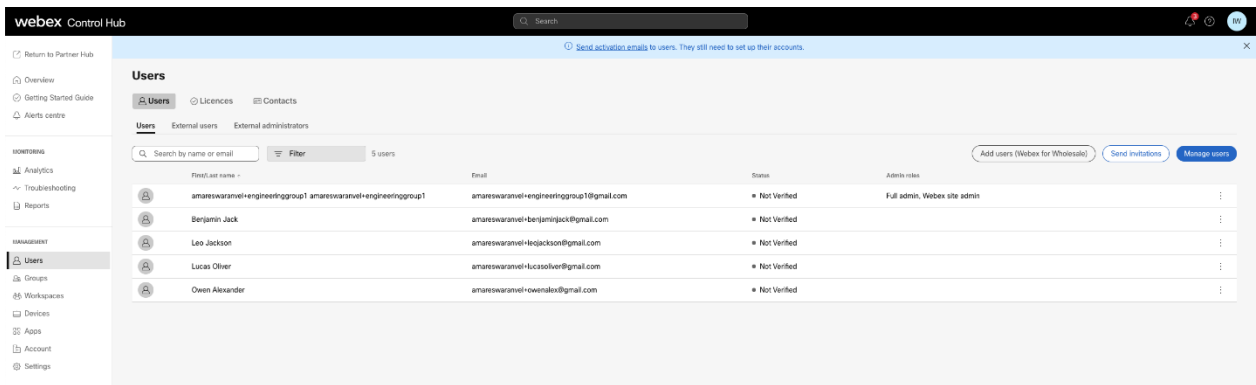 webex Control Hub
Search
3
IW
Return to Partner Hub
Send activation emails to users. They still need to set up their accounts.
Overview
Getting Started Guide
Alerts centre
MONITORING
Analytics
Troubleshooting
Reports
MANAGEMENT
Users
Groups
Workspaces
Devices
Apps
Account
Settings
Users
Users Licences Contacts
Users External users External administrators
Search by name or email Filter 5 users Add users (Webex for Wholesale) Send invitations Manage users
First/Last name Email Status Admin roles
amareswaranvel+engineeringgroup1 amareswaranvel+engineeringgroup1 amareswaranvel+engineeringgroup1@gmail.com Not Verified Full admin, Webex site admin
Benjamin Jack amareswaranvel+benjaminjack@gmail.com Not Verified
Leo Jackson amareswaranvel+leojackson@gmail.com Not Verified
Lucas Oliver amareswaranvel+lucasoliver@gmail.com Not Verified
Owen Alexander amareswaranvel+owenalex@gmail.com Not Verified